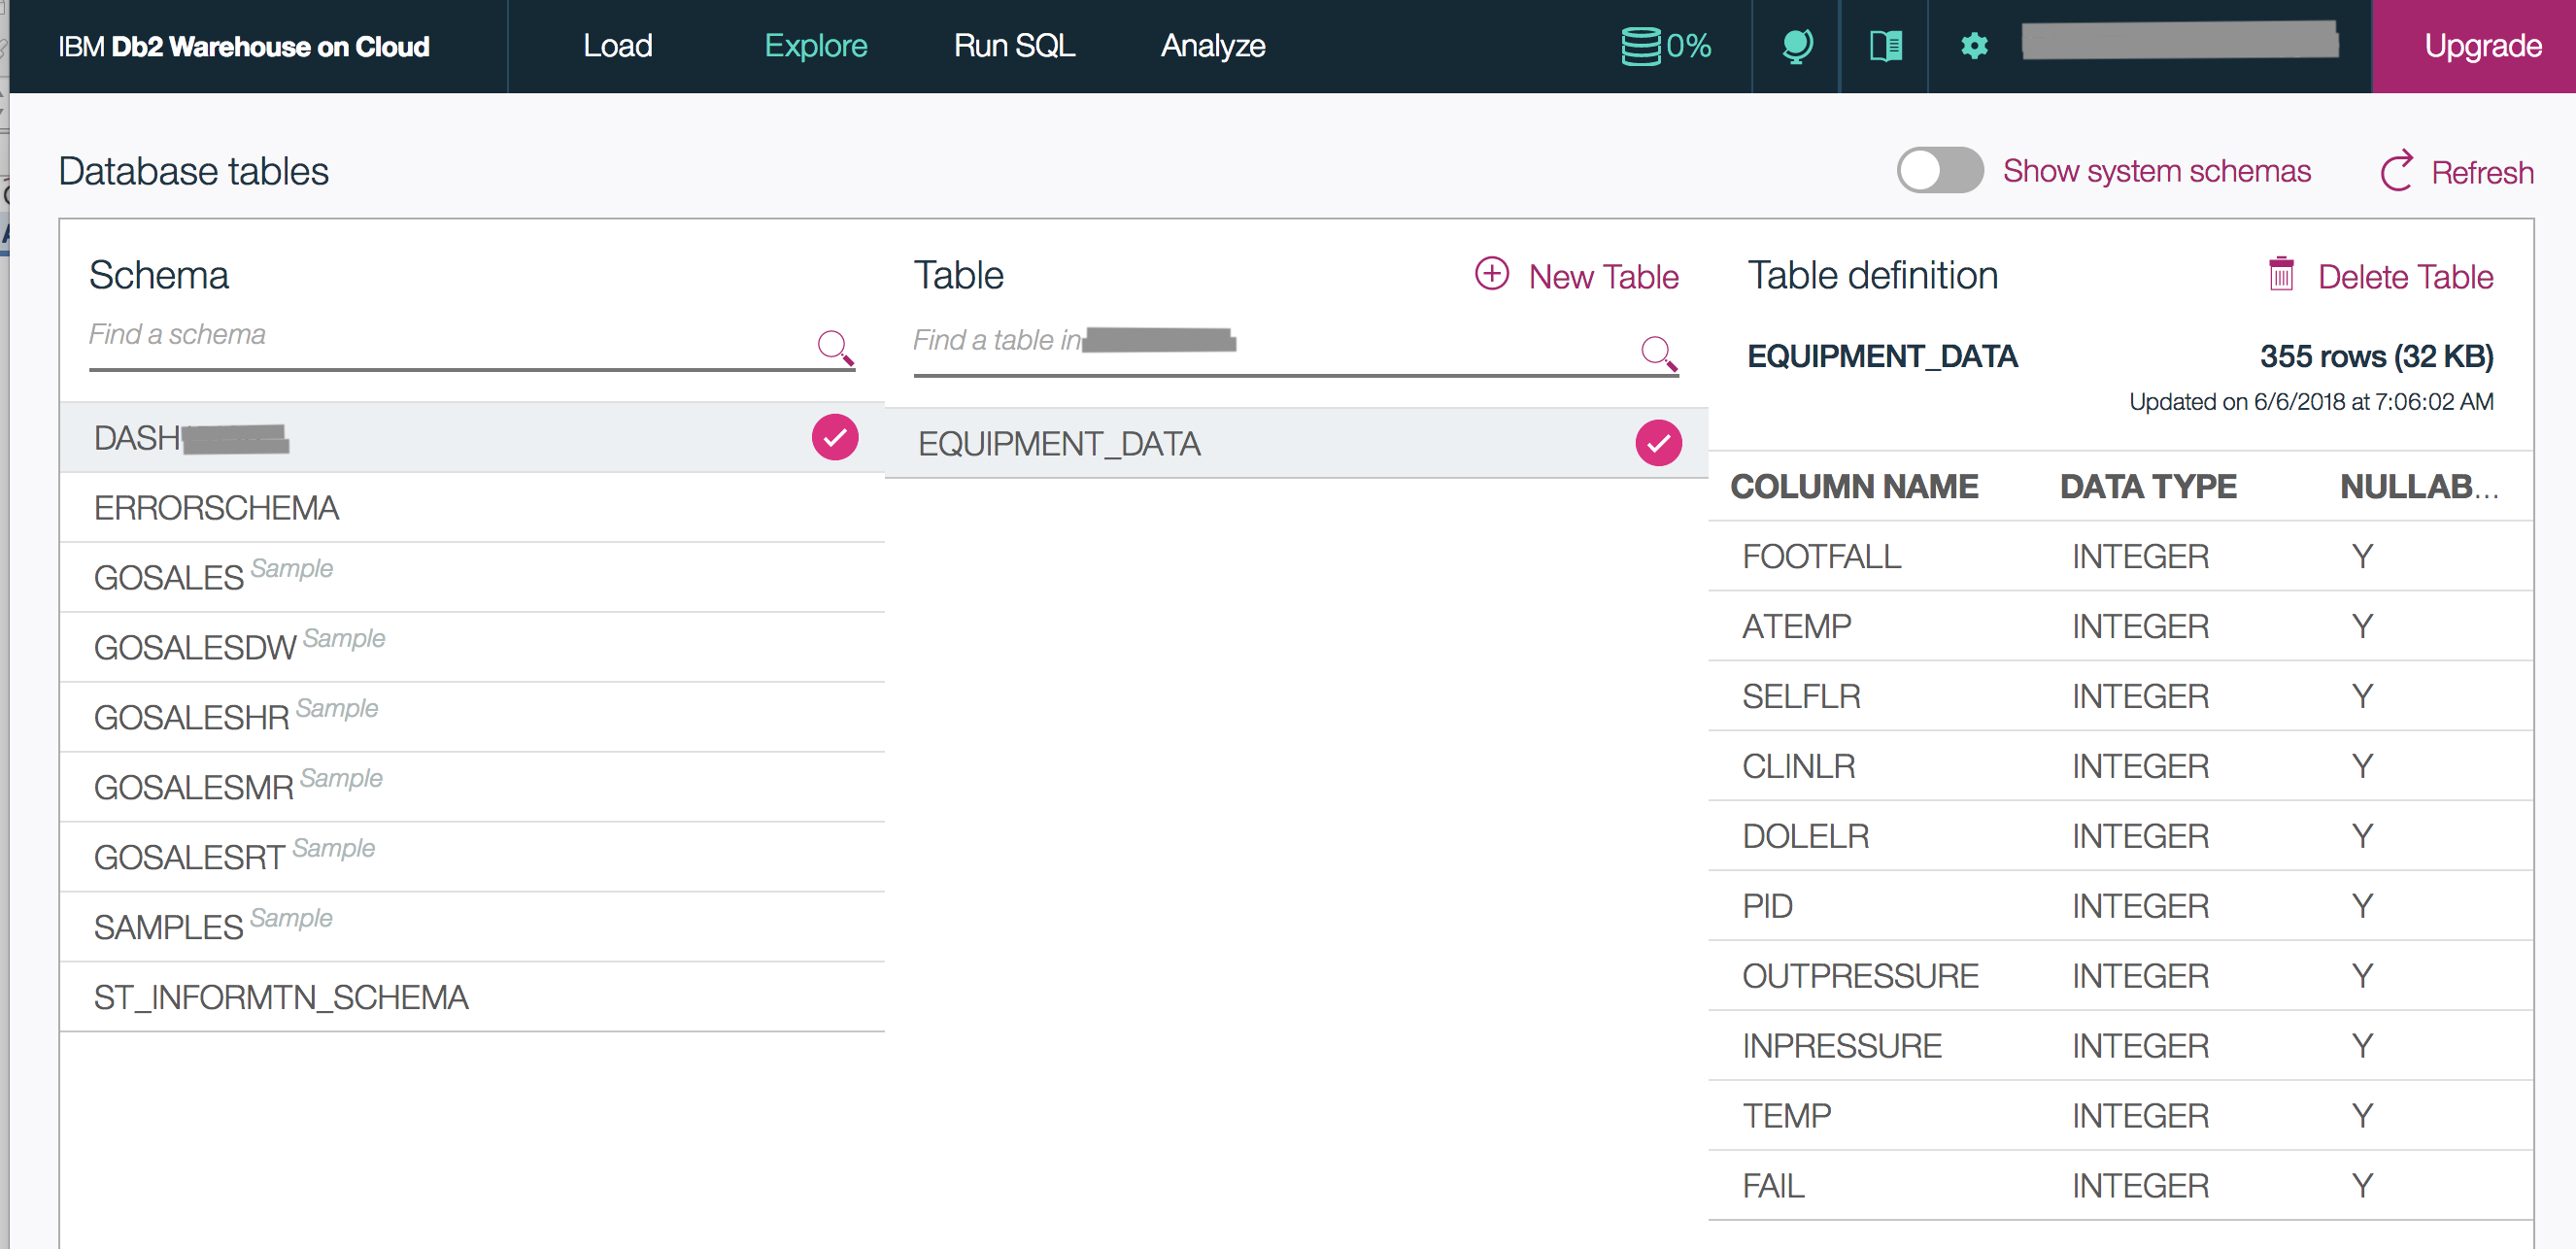 IBM Db2 Warehouse on Cloud Load Explore Run SQL Analyze 0% Upgrade
Database tables Show system schemas Refresh
Schema
Find a schema
DASH
ERRORSCHEMA
GOSALES Sample
GOSALESDW Sample
GOSALESHR Sample
GOSALESMR Sample
GOSALESRT Sample
SAMPLES Sample
ST_INFORMTN_SCHEMA
Table New Table
Find a table in
EQUIPMENT_DATA
Table definition Delete Table
EQUIPMENT_DATA 355 rows (32 KB)
Updated on 6/6/2018 at 7:06:02 AM
COLUMN NAME DATA TYPE NULLAB...
FOOTFALL INTEGER Y
ATEMP INTEGER Y
SELFLR INTEGER Y
CLINLR INTEGER Y
DOLELR INTEGER Y
PID INTEGER Y
OUTPRESSURE INTEGER Y
INPRESSURE INTEGER Y
TEMP INTEGER Y
FAIL INTEGER Y